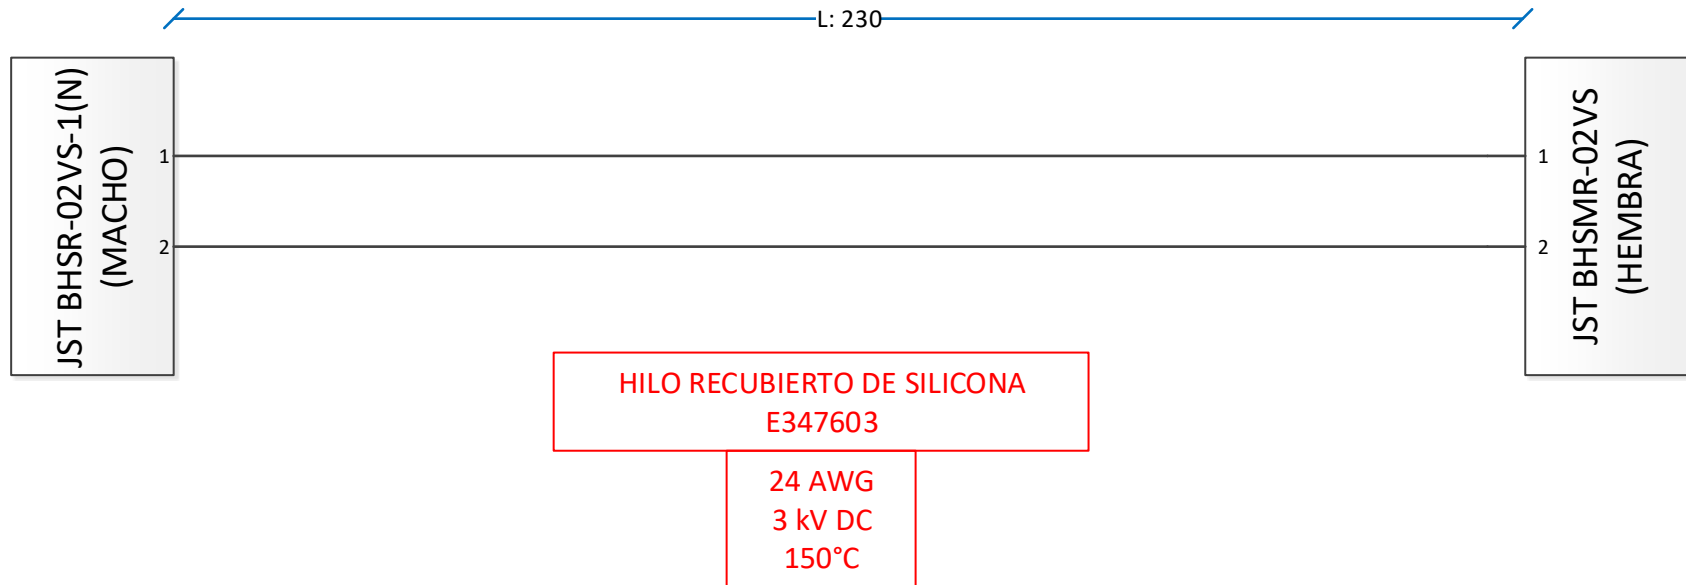 L: 230
JST BHSR-02VS-1(N)
(MACHO)
1
2
1
2
JST BHSMR-02VS
(HEMBRA)
HILO RECUBIERTO DE SILICONA
E347603
24 AWG
3 kV DC
150°C